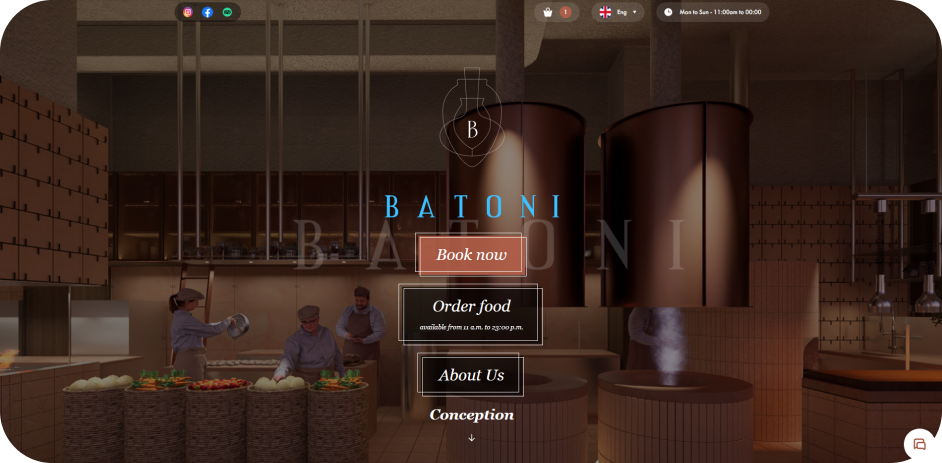 1
Eng
Mon to Sun - 11:00am to 00:00
B
BATONI
BATONI
Book now
Order food
available from 11 a.m. to 23:00 p.m.
About Us
Conception